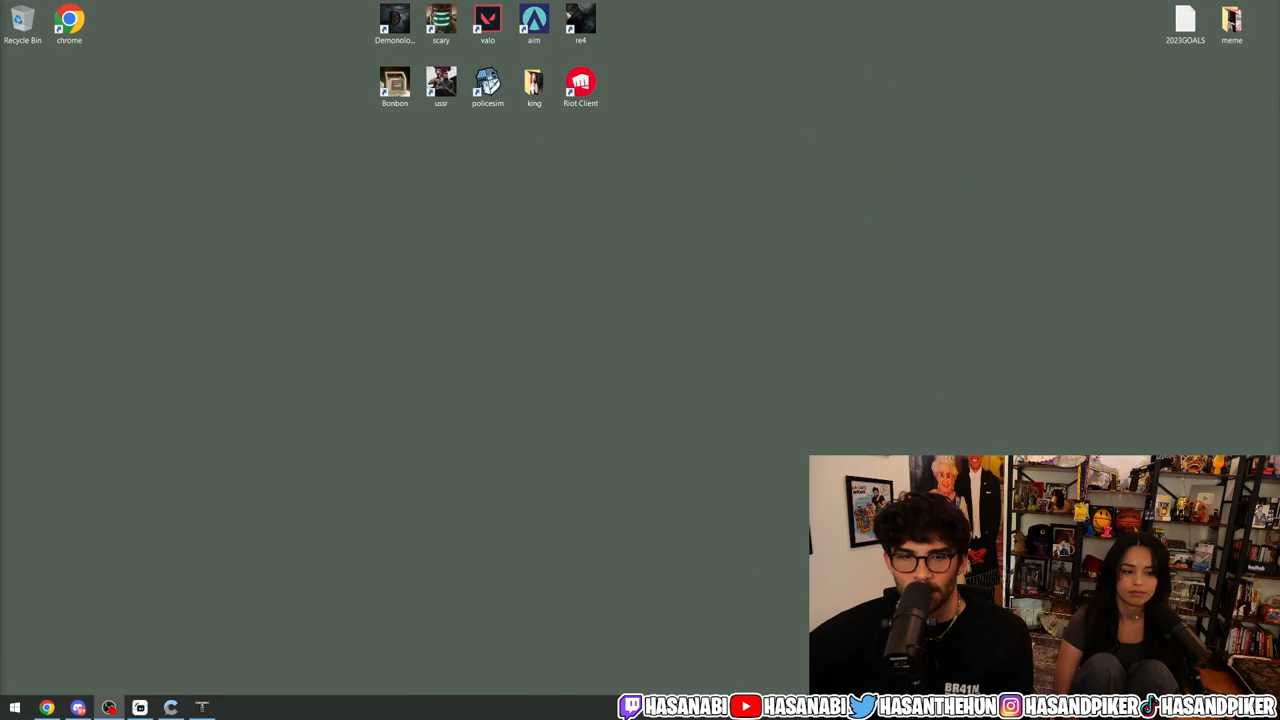 Recycle Bin
chrome
Demonolo...
scary
valo
aim
re4
2023GOALS
meme
Bonbon
ussr
policesim
king
Riot Client
BR41N
HASANABI HASANABI HASANTHEHUN HASANDPIKER HASANDPIKER